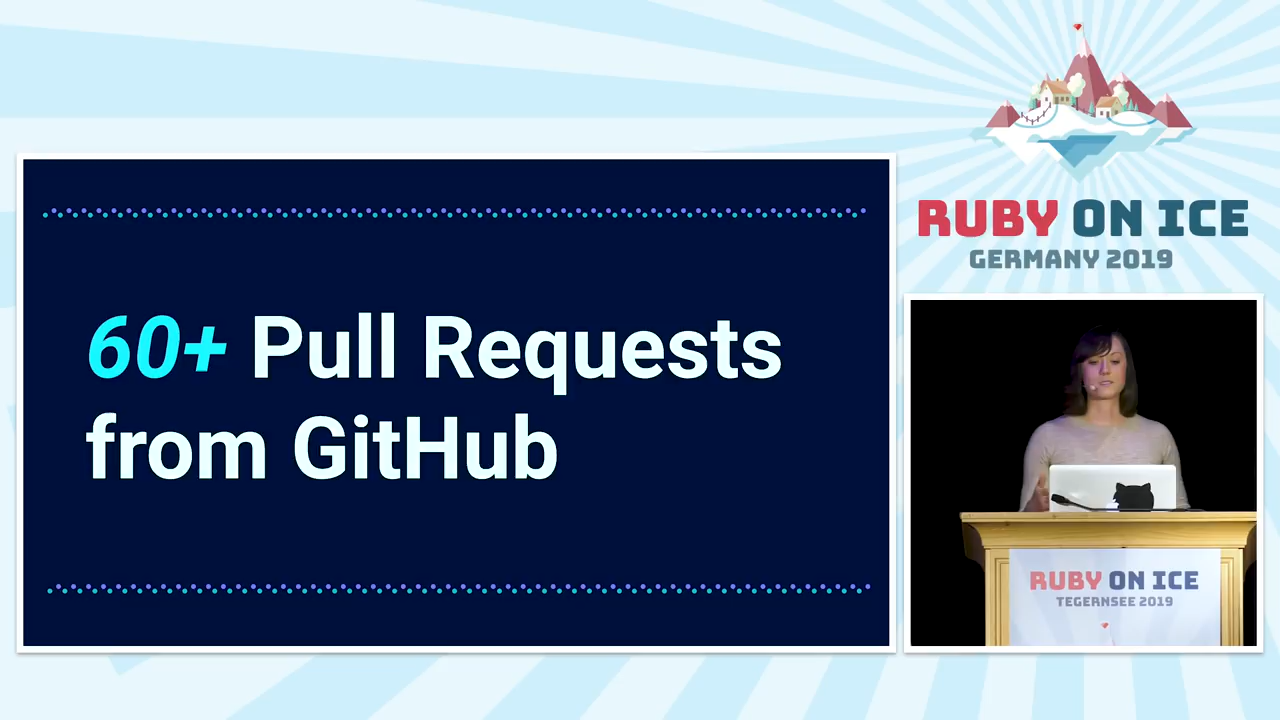 60+ Pull Requests
from GitHub
RUBY ON ICE
GERMANY 2019
RUBY ON ICE
TEGERNSEE 2019